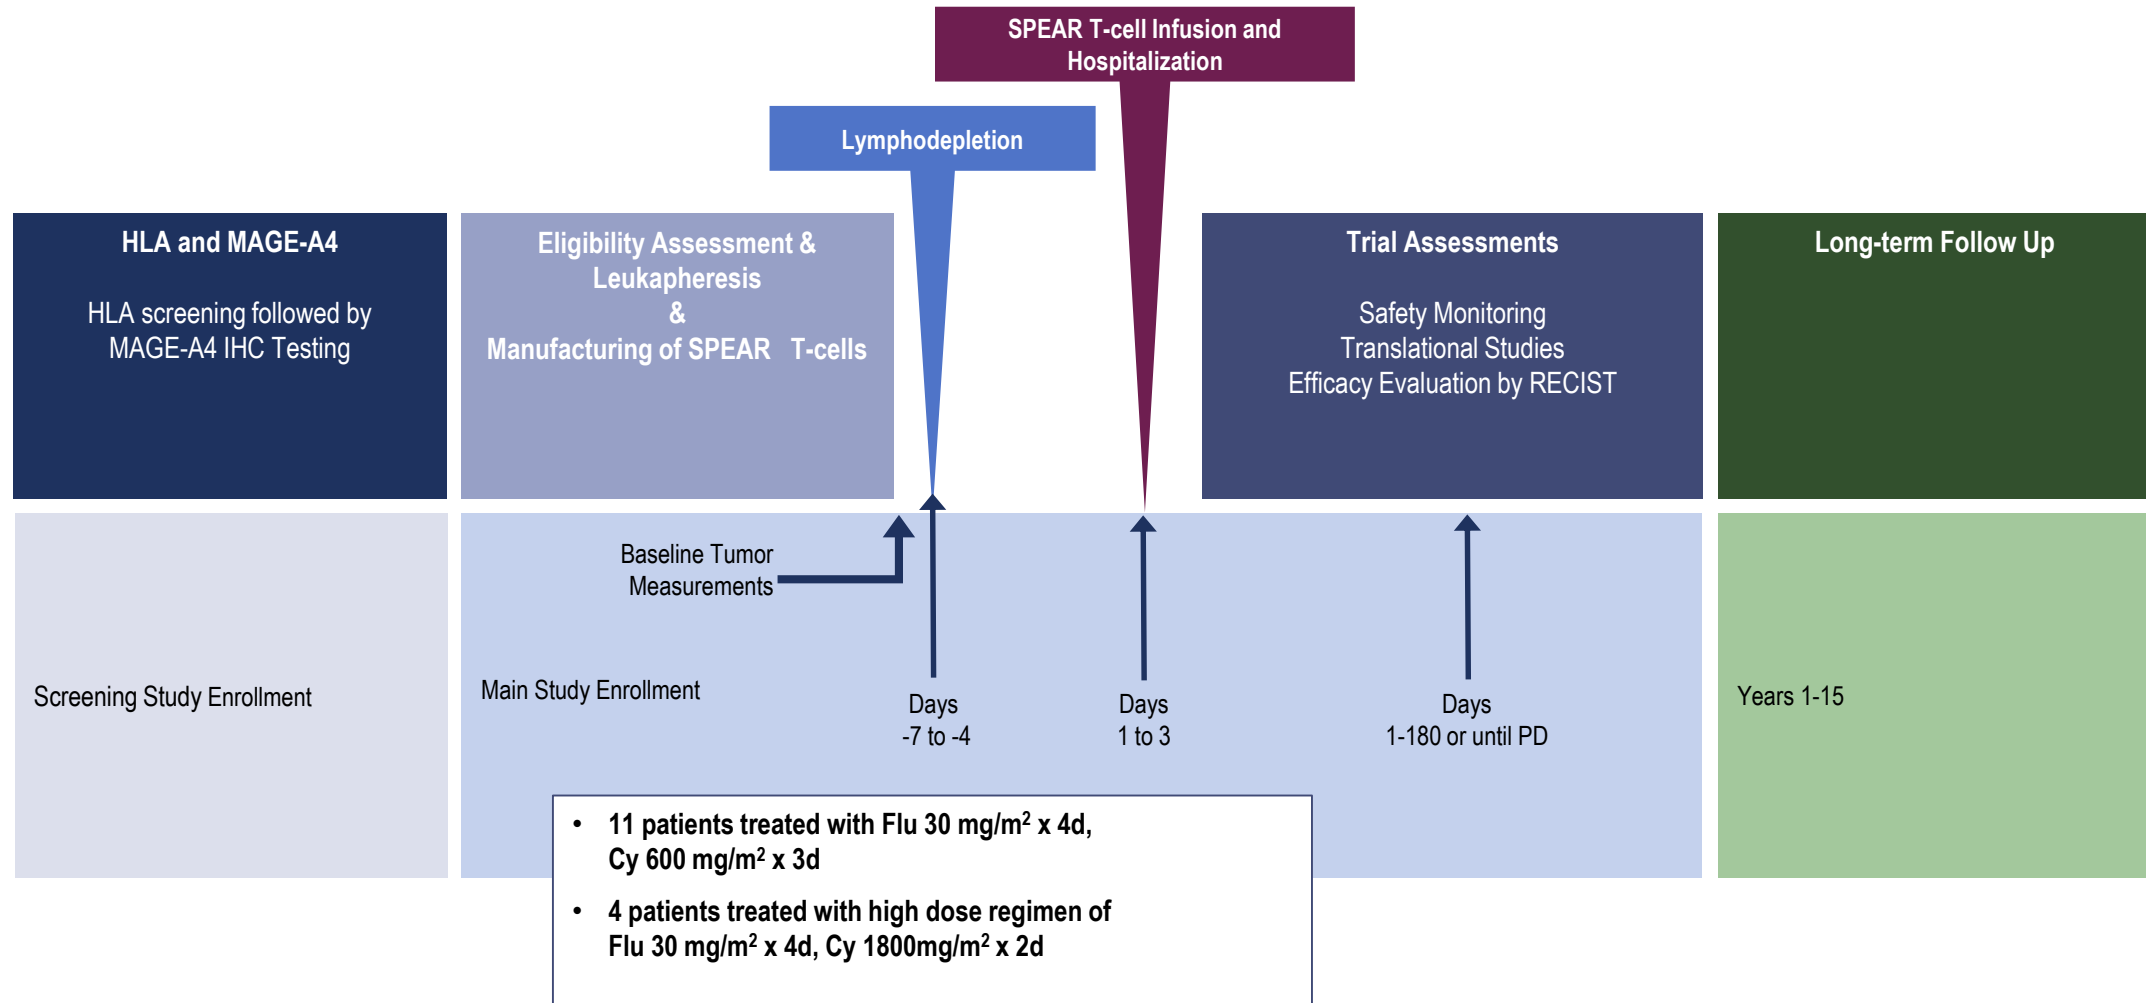 SPEAR T-cell Infusion and
Hospitalization
Lymphodepletion
HLA and MAGE-A4
HLA screening followed by
MAGE-A4 IHC Testing
Eligibility Assessment &
Leukapheresis
&
Manufacturing of SPEAR T-cells
Trial Assessments
Safety Monitoring
Translational Studies
Efficacy Evaluation by RECIST
Long-term Follow Up
Baseline Tumor
Measurements
Screening Study Enrollment
Main Study Enrollment
Days
-7 to -4
Days
1 to 3
Days
1-180 or until PD
Years 1-15
• 11 patients treated with Flu 30 mg/m² x 4d,
Cy 600 mg/m² x 3d
• 4 patients treated with high dose regimen of
Flu 30 mg/m² x 4d, Cy 1800mg/m² x 2d